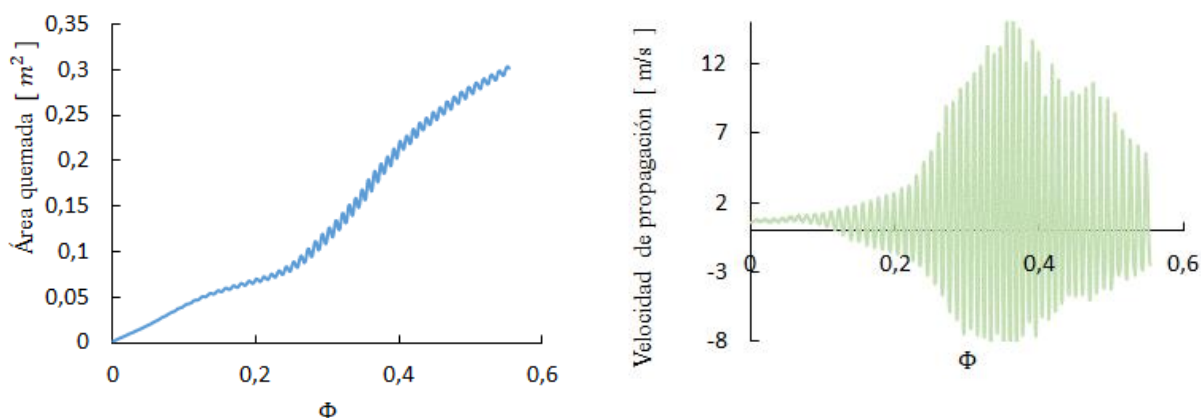 Área quemada [ m² ]
0,35
0,3
0,25
0,2
0,15
0,1
0,05
0
0 0,2 0,4 0,6
Φ
Velocidad de propagación [ m/s ]
12
7
2
-3
-8
0 0,2 0,4 0,6
Φ